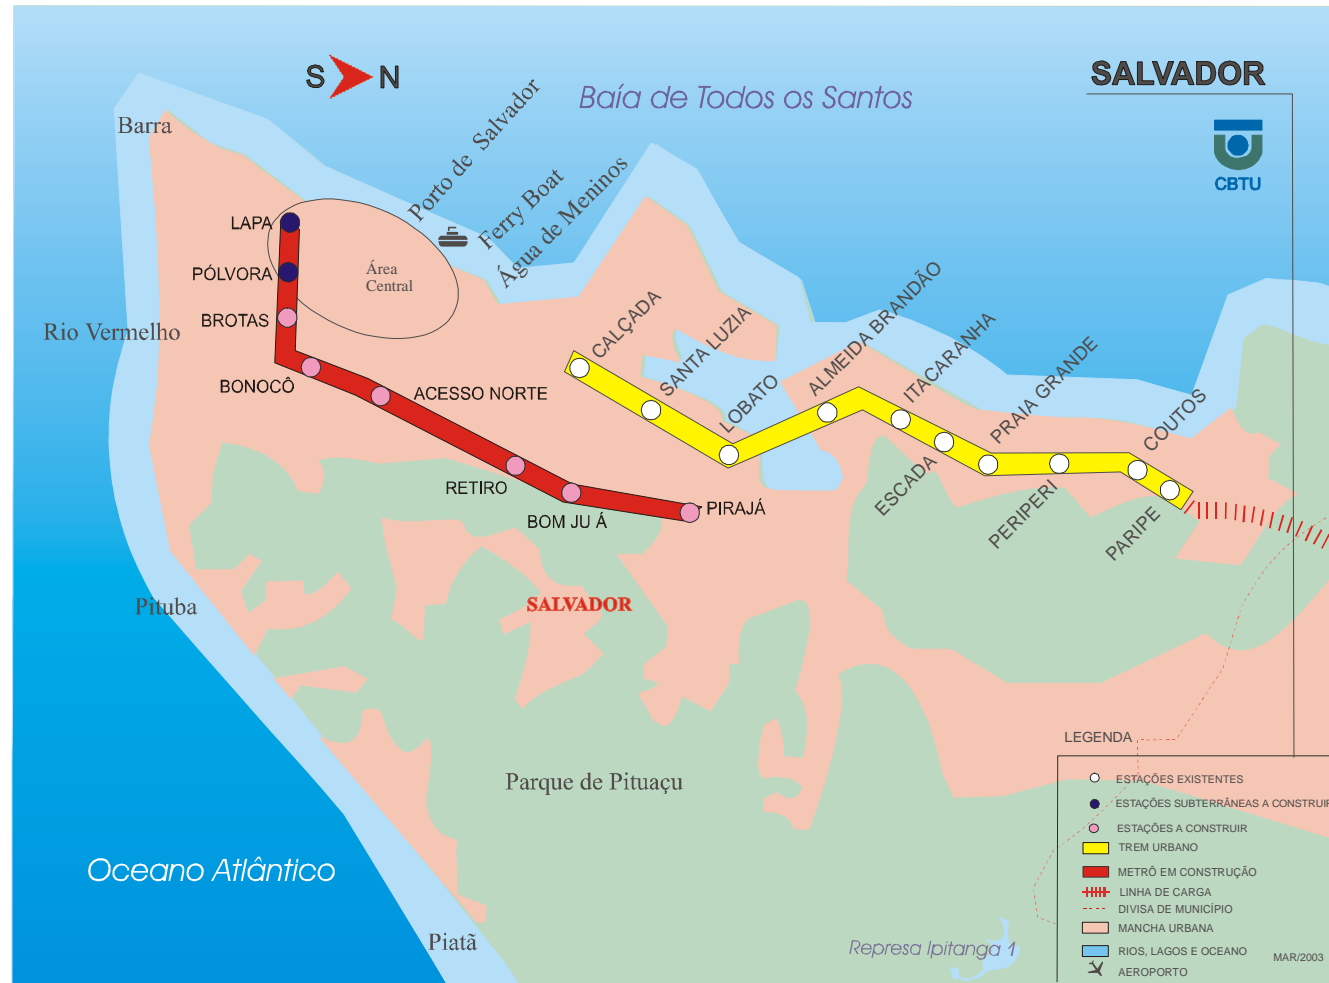 S N
Baía de Todos os Santos
SALVADOR
CBTU
Barra
Porto de Salvador
Ferry Boat
Água de Meninos
LAPA
PÓLVORA
BROTAS
BONOCÔ
Área
Central
Rio Vermelho
ACESSO NORTE
RETIRO
BOM JU Á
PIRAJÁ
CALÇADA
SANTA LUZIA
LOBATO
ALMEIDA BRANDÃO
ITACARANHA
ESCADA
PRAIA GRANDE
PERIPERI
COUTOS
PARIPE
Pituba
SALVADOR
Parque de Pituaçu
Oceano Atlântico
Piatã
Represa Ipitanga 1
LEGENDA
ESTAÇÕES EXISTENTES
ESTAÇÕES SUBTERRÂNEAS A CONSTRUIR
ESTAÇÕES A CONSTRUIR
TREM URBANO
METRÔ EM CONSTRUÇÃO
LINHA DE CARGA
DIVISA DE MUNICÍPIO
MANCHA URBANA
RIOS, LAGOS E OCEANO
AEROPORTO
MAR/2003